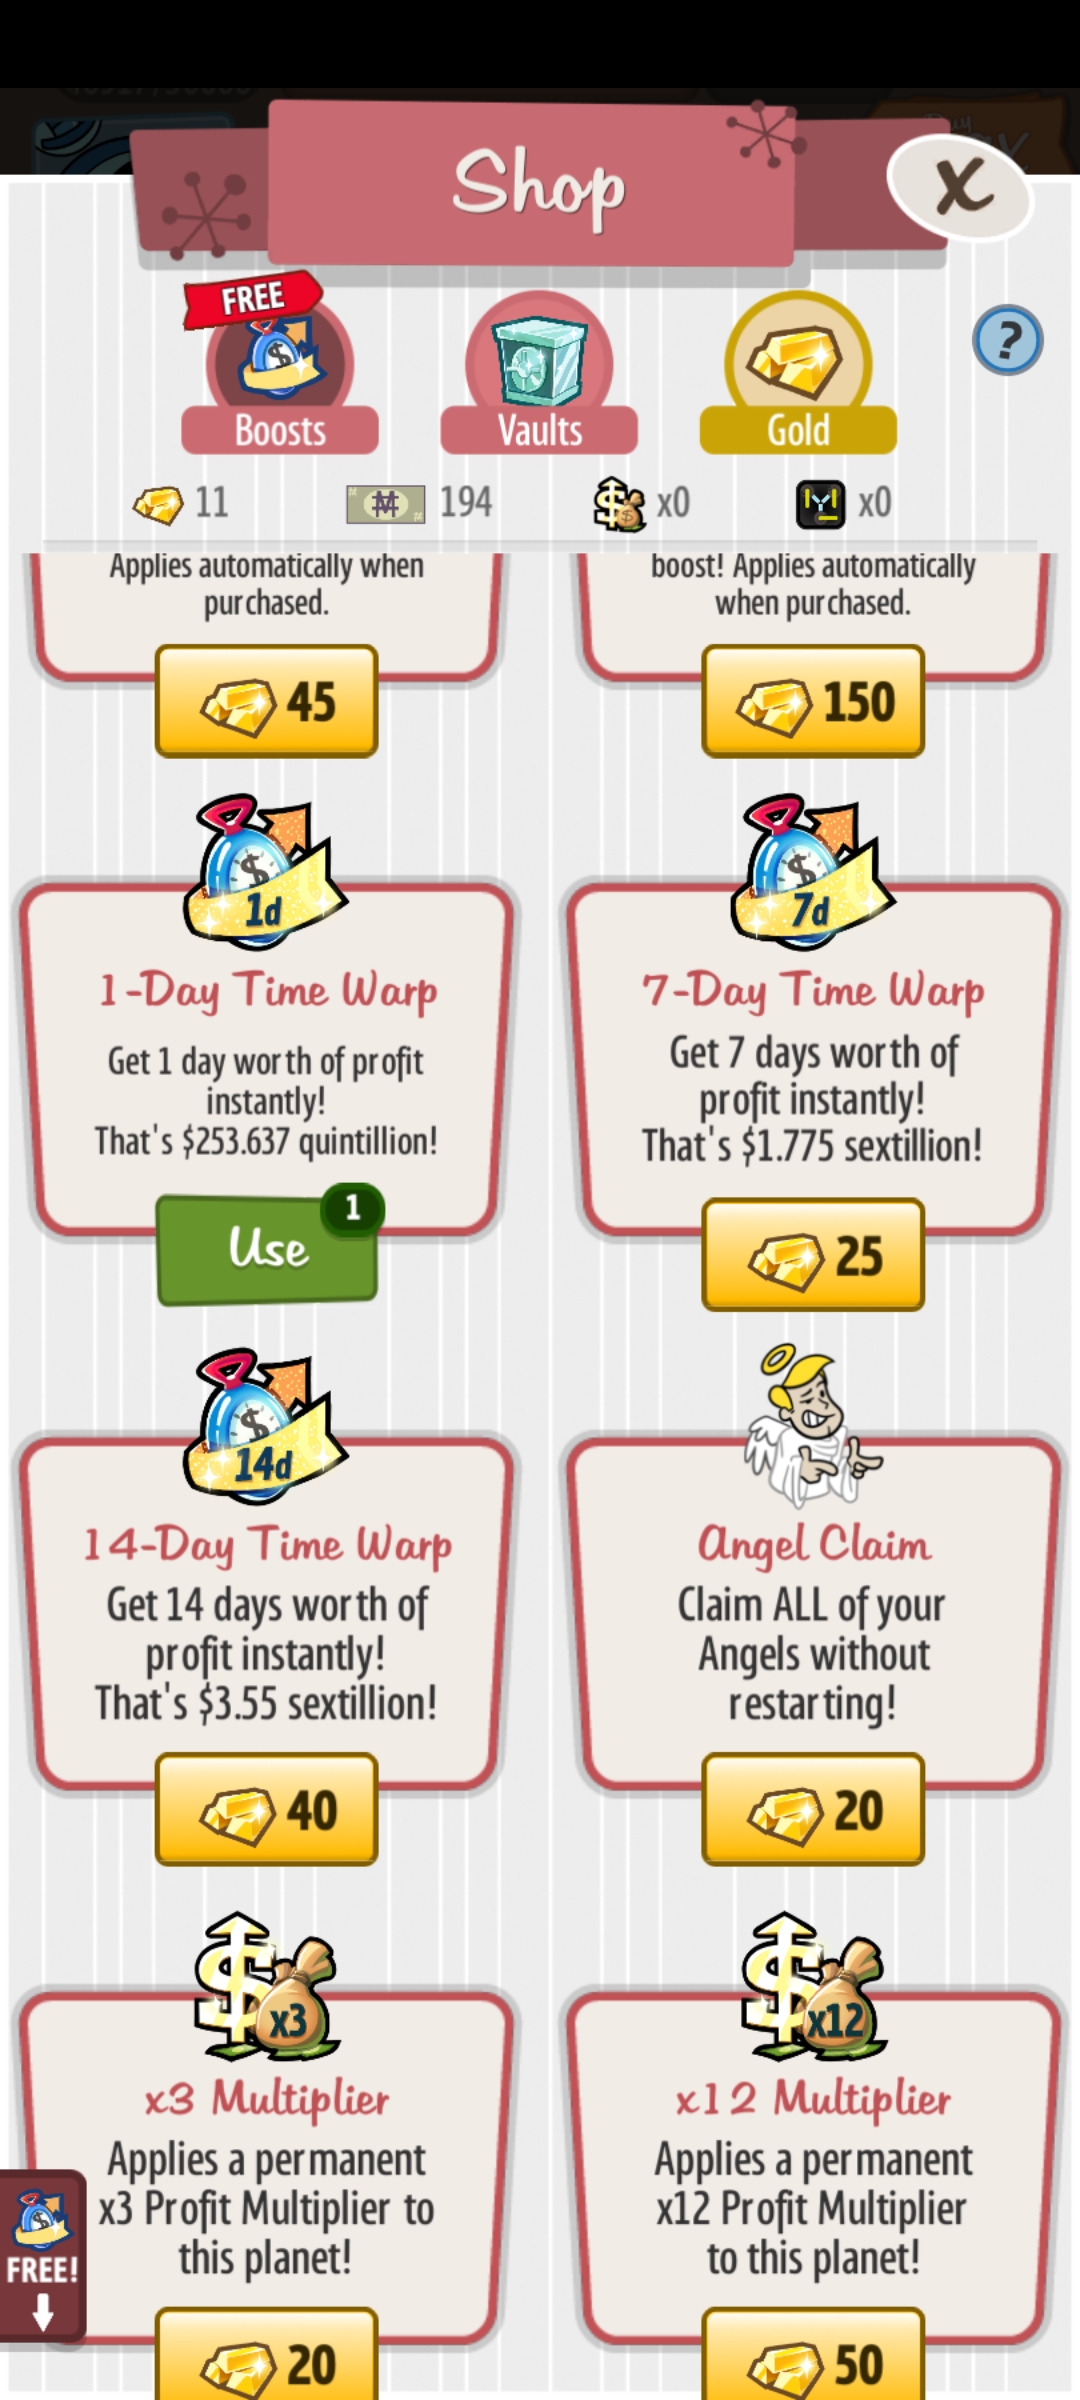 Shop
X
FREE
Boosts
Vaults
Gold
?
11
194
x0
x0
Applies automatically when
purchased.
45
boost! Applies automatically
when purchased.
150
1d
1-Day Time Warp
Get 1 day worth of profit
instantly!
That's $253.637 quintillion!
Use
1
7d
7-Day Time Warp
Get 7 days worth of
profit instantly!
That's $1.775 sextillion!
25
14d
14-Day Time Warp
Get 14 days worth of
profit instantly!
That's $3.55 sextillion!
40
Angel Claim
Claim ALL of your
Angels without
restarting!
20
x3
x3 Multiplier
Applies a permanent
x3 Profit Multiplier to
this planet!
20
x12
x12 Multiplier
Applies a permanent
x12 Profit Multiplier
to this planet!
50
FREE!